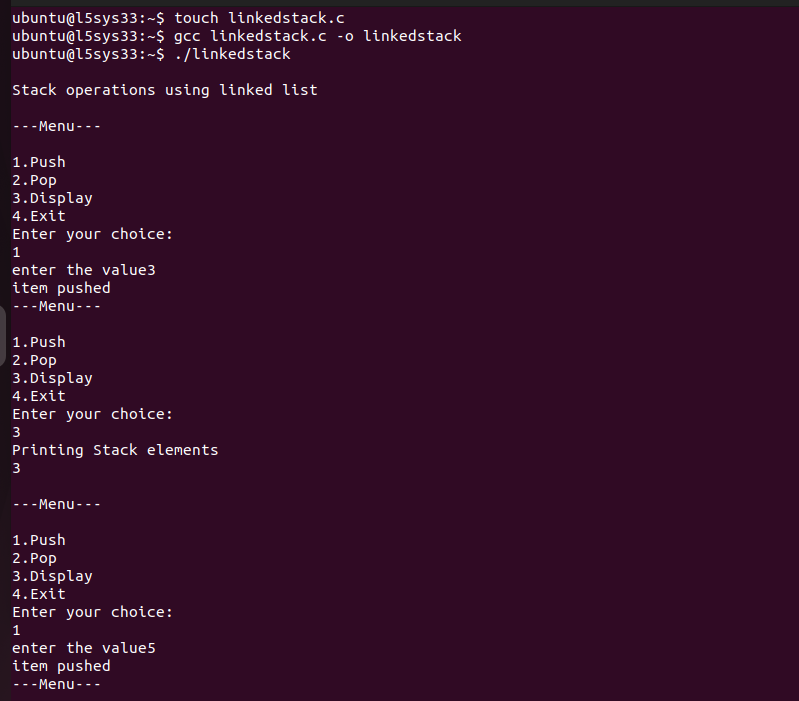 ubuntu@l5sys33:~$ touch linkedstack.c
ubuntu@l5sys33:~$ gcc linkedstack.c -o linkedstack
ubuntu@l5sys33:~$ ./linkedstack
Stack operations using linked list
---Menu---
1.Push
2.Pop
3.Display
4.Exit
Enter your choice:
1
enter the value3
item pushed
---Menu---
1.Push
2.Pop
3.Display
4.Exit
Enter your choice:
3
Printing Stack elements
3
---Menu---
1.Push
2.Pop
3.Display
4.Exit
Enter your choice:
1
enter the value5
item pushed
---Menu---